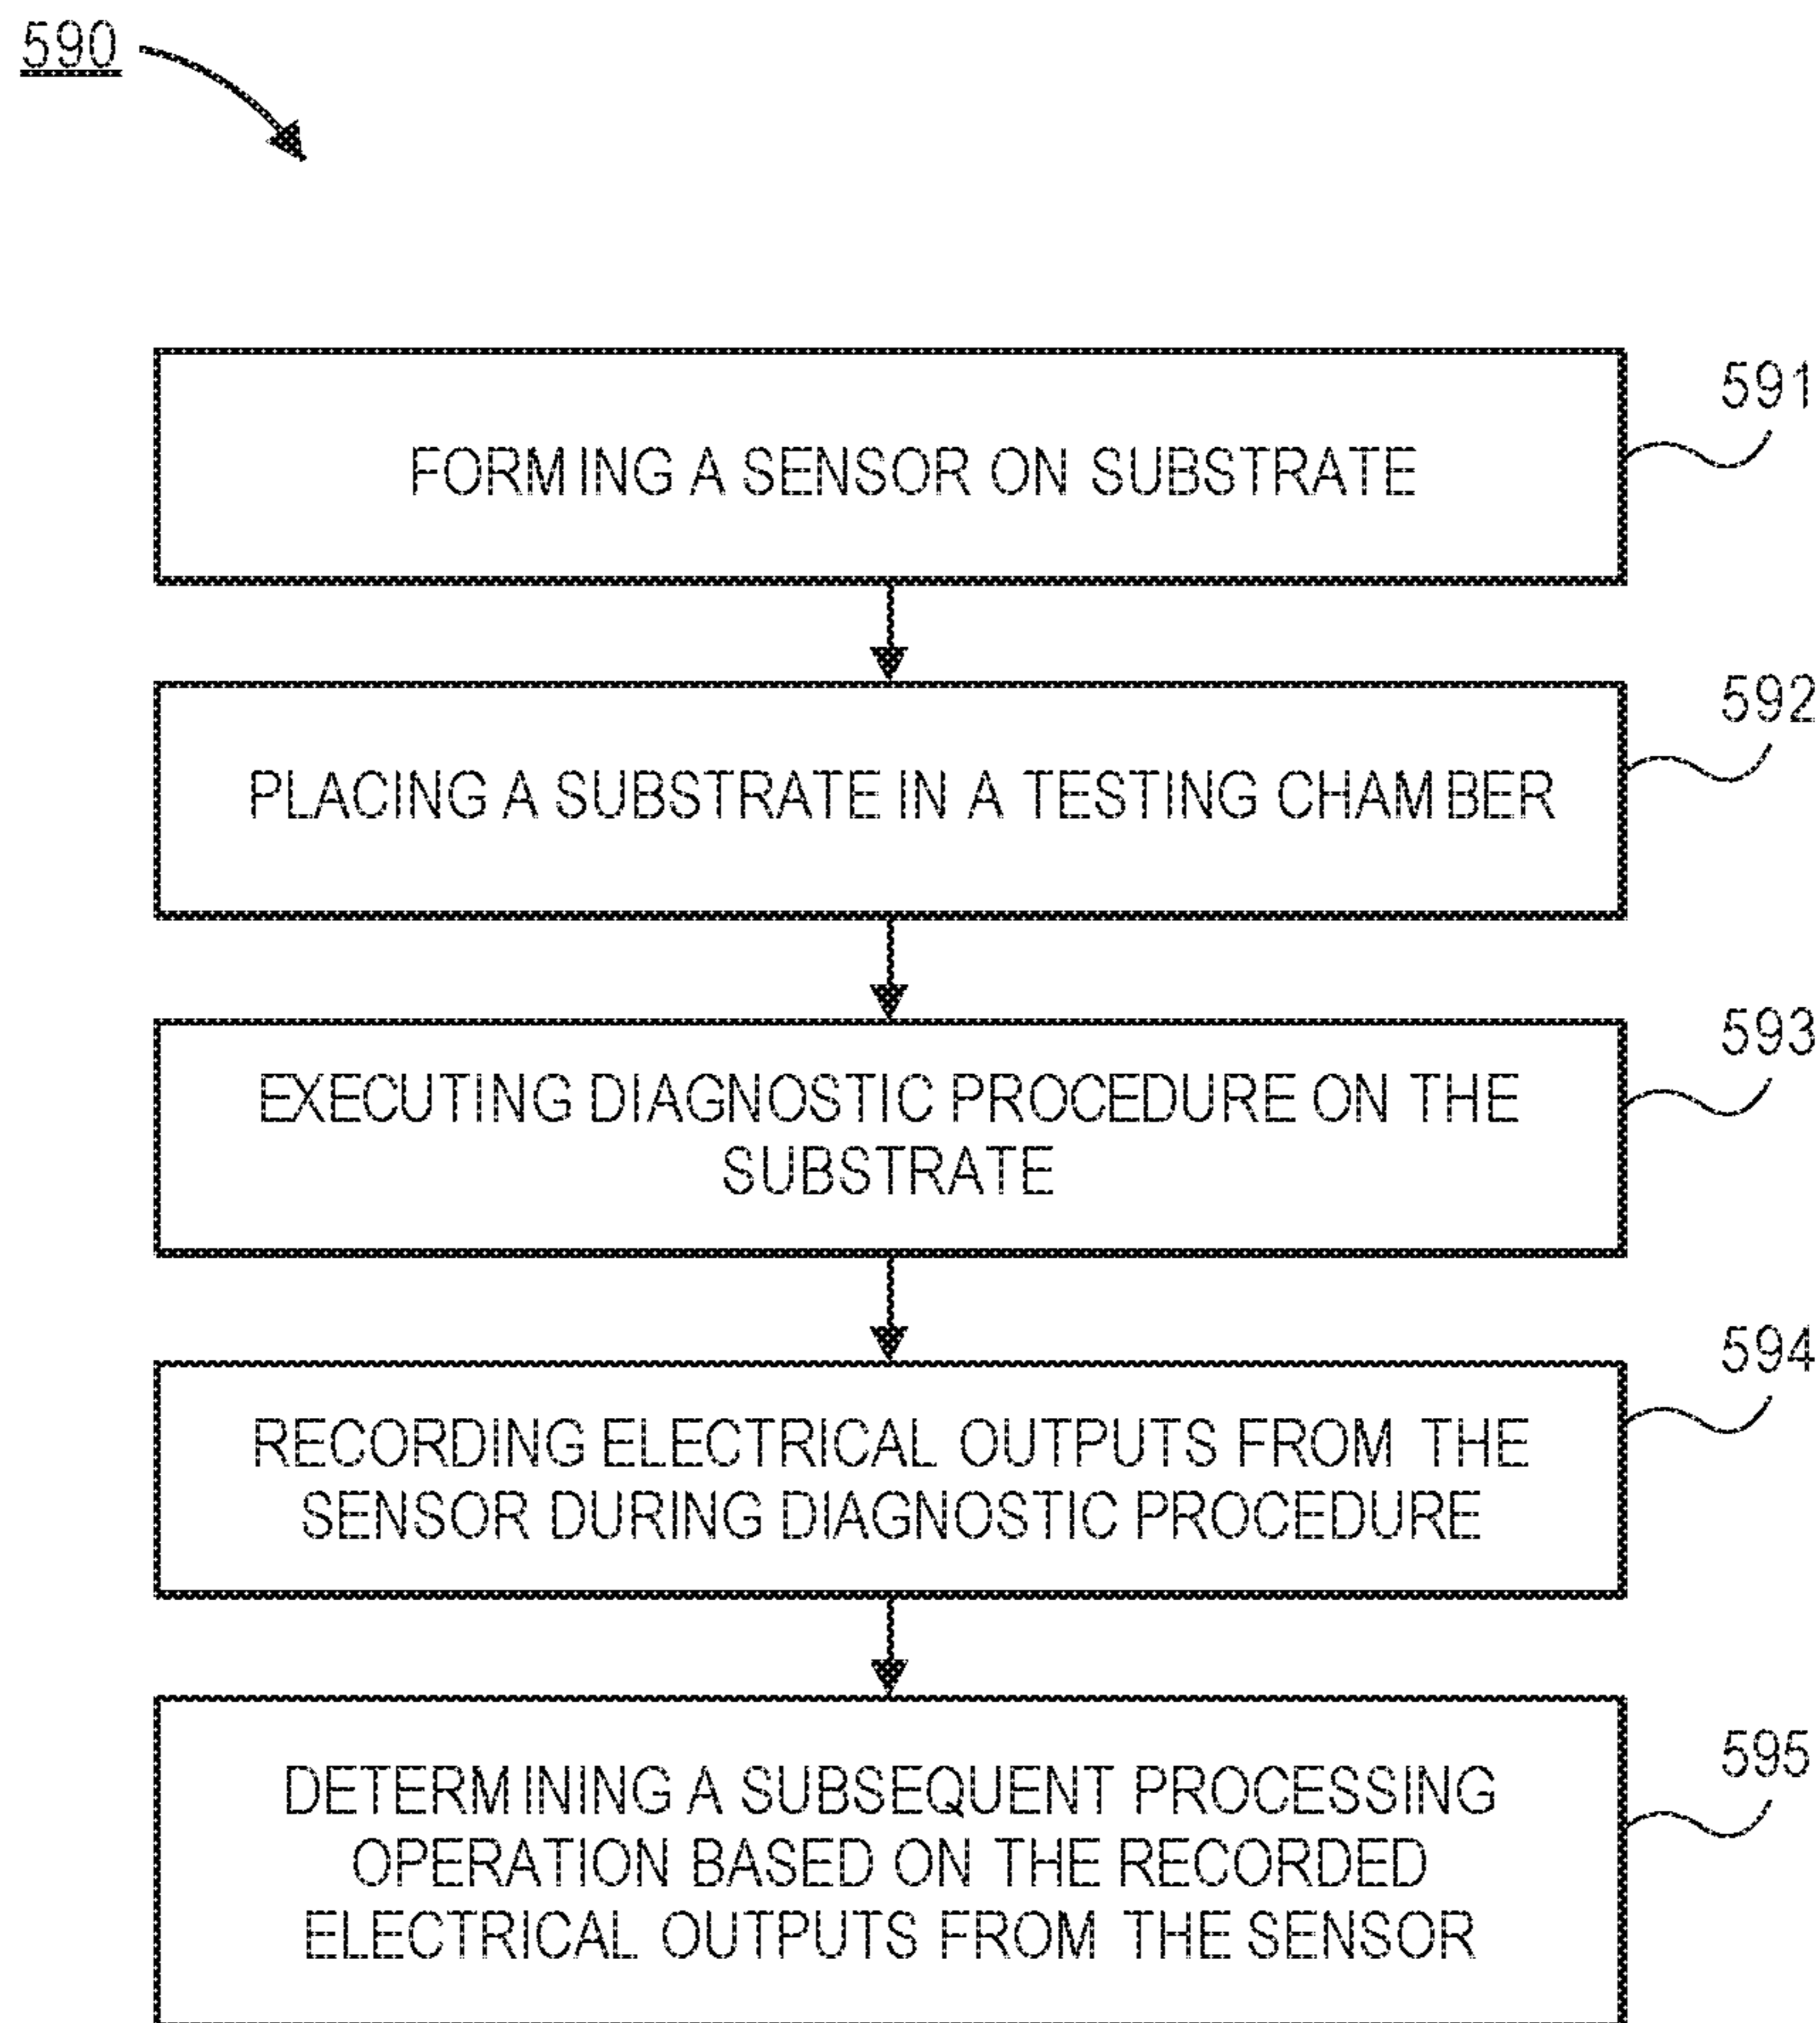 590
591
FORMING A SENSOR ON SUBSTRATE
592
PLACING A SUBSTRATE IN A TESTING CHAMBER
593
EXECUTING DIAGNOSTIC PROCEDURE ON THE
SUBSTRATE
594
RECORDING ELECTRICAL OUTPUTS FROM THE
SENSOR DURING DIAGNOSTIC PROCEDURE
595
DETERMINING A SUBSEQUENT PROCESSING
OPERATION BASED ON THE RECORDED
ELECTRICAL OUTPUTS FROM THE SENSOR